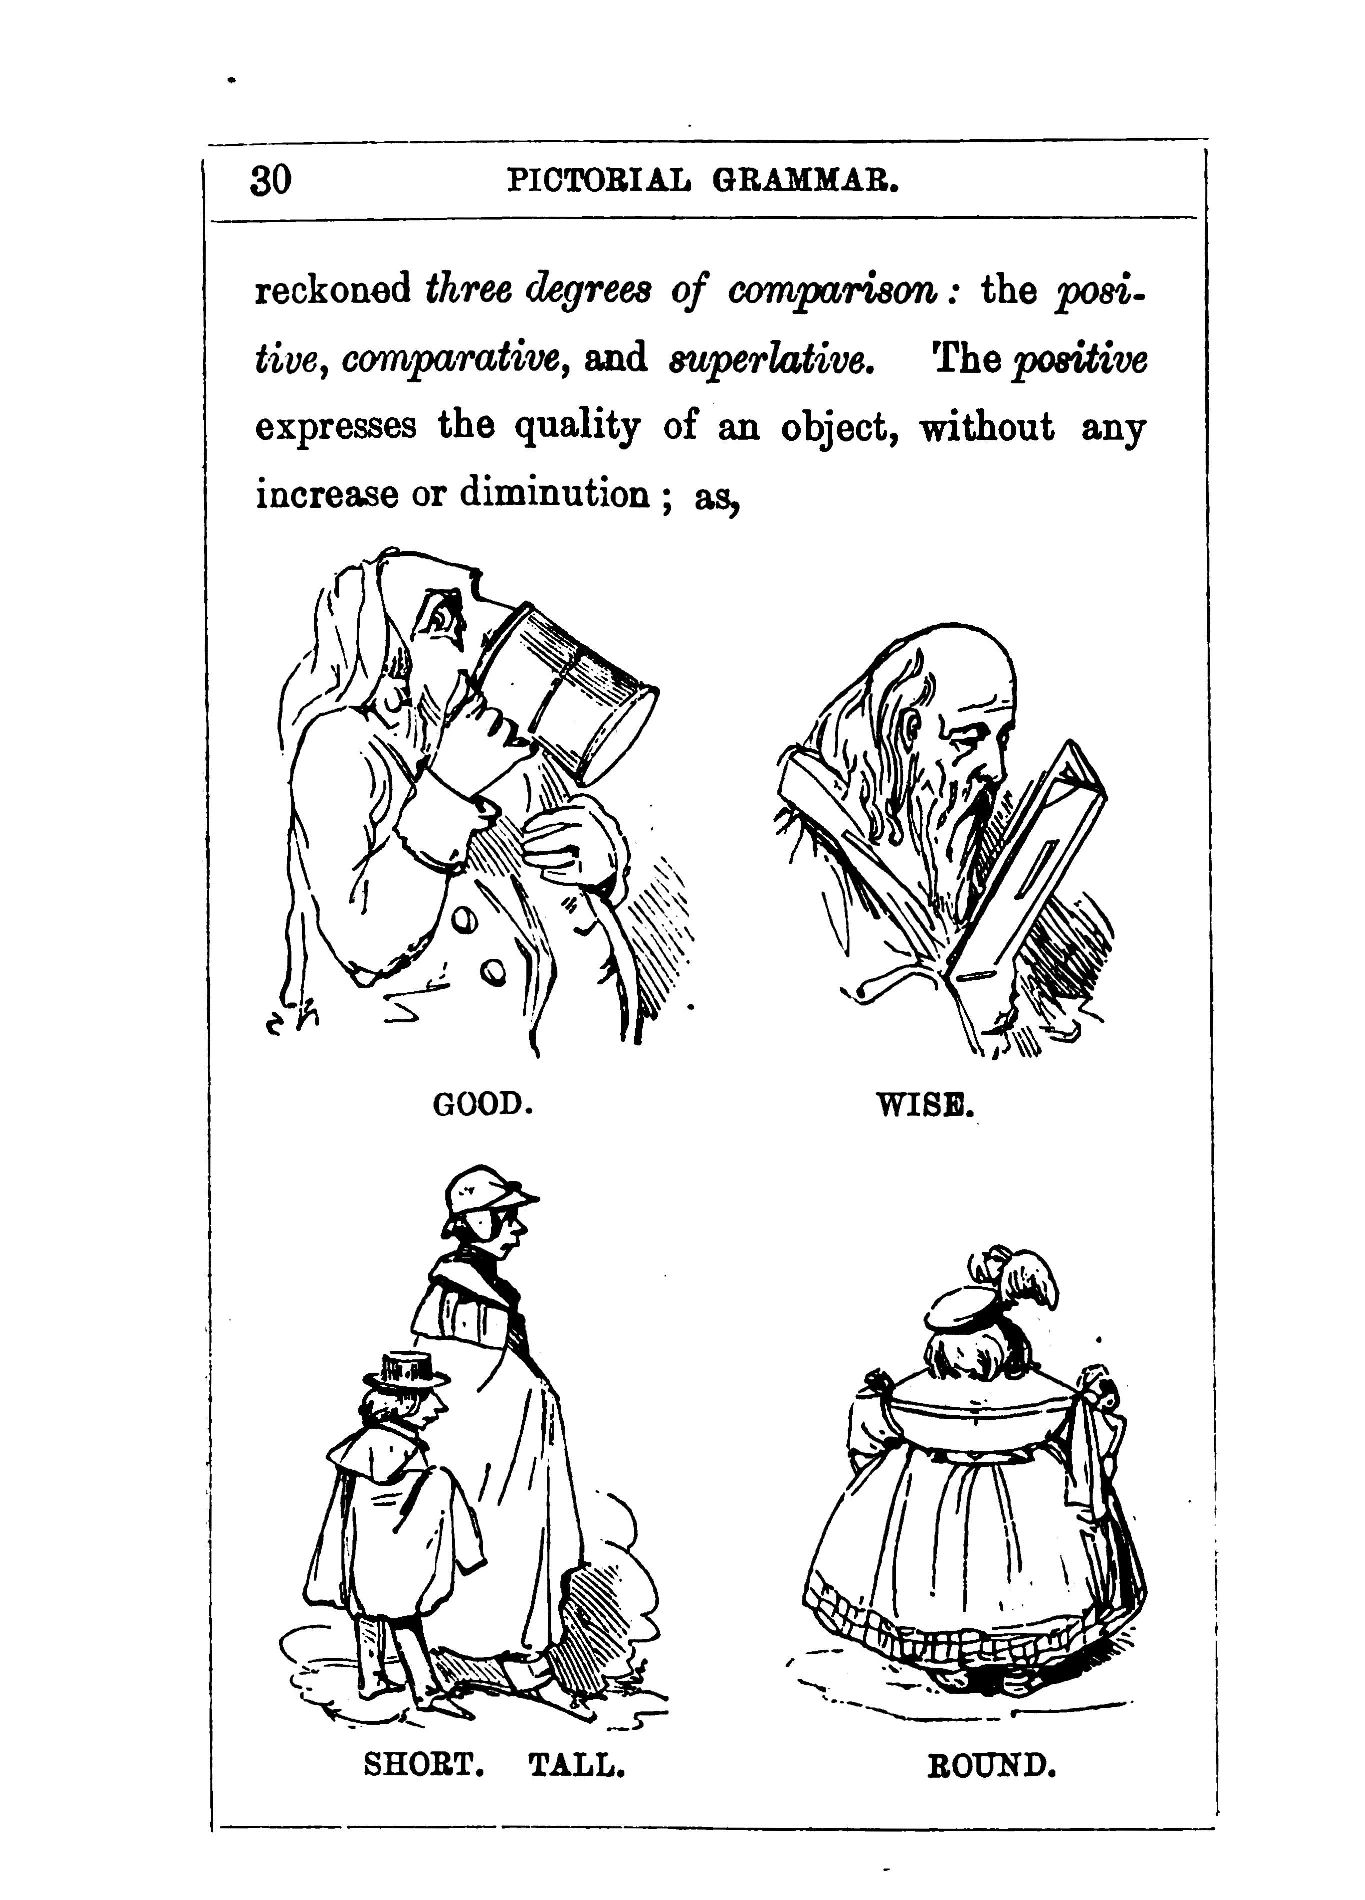 30 PICTORIAL GRAMMAR.
reckoned three degrees of comparison : the posi-
tive, comparative, and superlative. The positive
expresses the quality of an object, without any
increase or diminution ; as,
GOOD. WISE.
SHORT. TALL. ROUND.